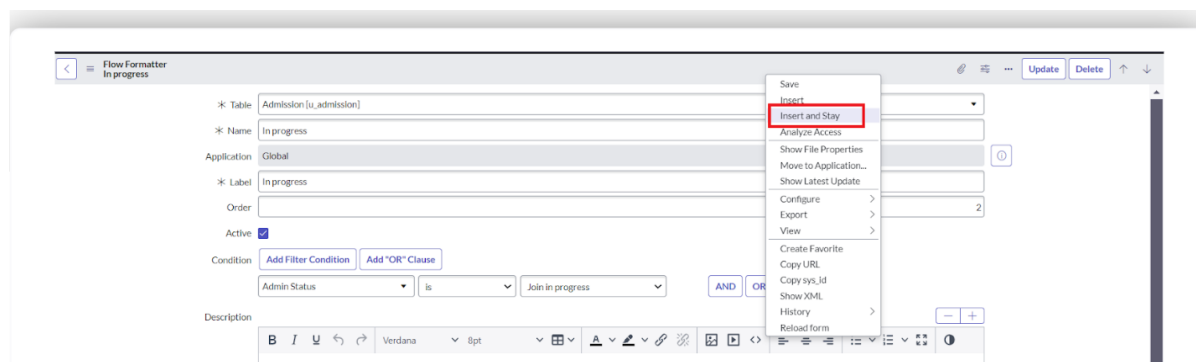 Flow Formatter
In progress
Update
Delete
Save
Insert
Insert and Stay
Analyze Access
Show File Properties
Move to Application...
Show Latest Update
Configure
Export
View
Create Favorite
Copy URL
Copy sys_id
Show XML
History
Reload form
Table Admission [u_admission]
Name In progress
Application Global
Label In progress
Order 2
Active
Condition Add Filter Condition Add "OR" Clause
Admin Status is Join in progress AND OR
Description
B I U Verdana 8pt A